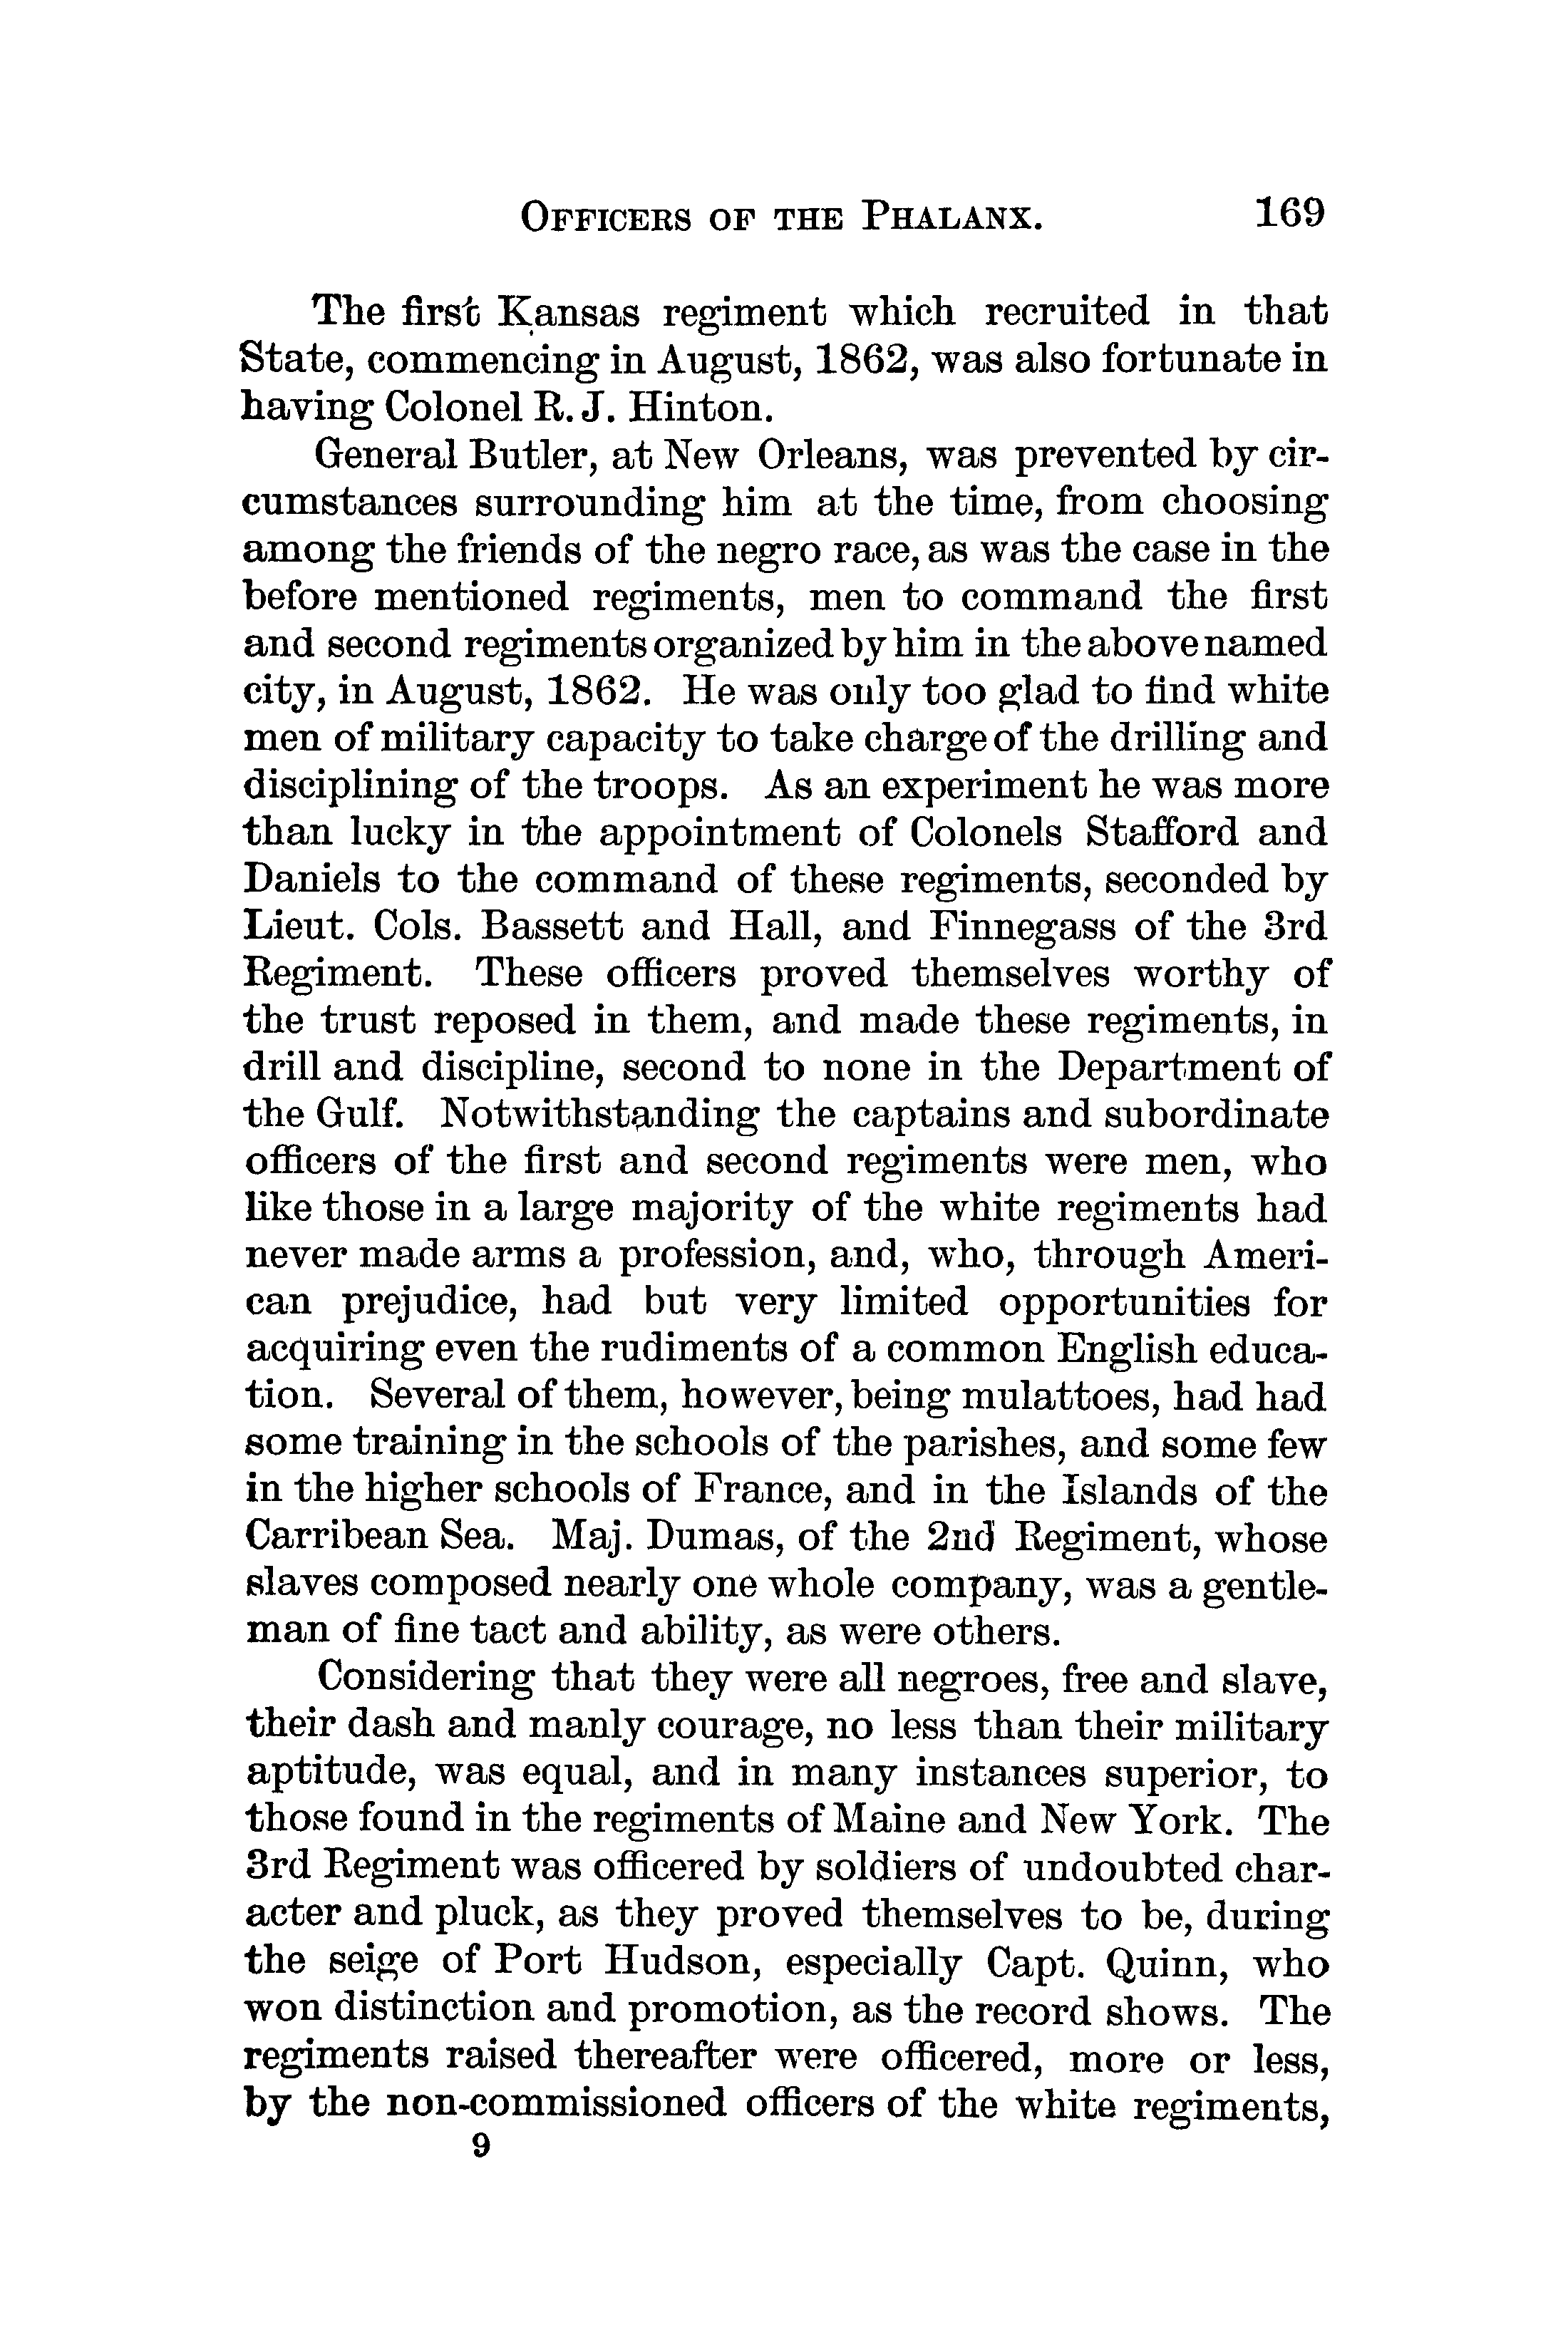 OFFICERS OF THE PHALANX. 169
The first Kansas regiment which recruited in that
State, commencing in August, 1862, was also fortunate in
having Colonel R. J. Hinton.
General Butler, at New Orleans, was prevented by cir-
cumstances surrounding him at the time, from choosing
among the friends of the negro race, as was the case in the
before mentioned regiments, men to command the first
and second regiments organized by him in the above named
city, in August, 1862. He was only too glad to find white
men of military capacity to take charge of the drilling and
disciplining of the troops. As an experiment he was more
than lucky in the appointment of Colonels Stafford and
Daniels to the command of these regiments, seconded by
Lieut. Cols. Bassett and Hall, and Finnegass of the 3rd
Regiment. These officers proved themselves worthy of
the trust reposed in them, and made these regiments, in
drill and discipline, second to none in the Department of
the Gulf. Notwithstanding the captains and subordinate
officers of the first and second regiments were men, who
like those in a large majority of the white regiments had
never made arms a profession, and, who, through Ameri-
can prejudice, had but very limited opportunities for
acquiring even the rudiments of a common English educa-
tion. Several of them, however, being mulattoes, had had
some training in the schools of the parishes, and some few
in the higher schools of France, and in the Islands of the
Carribean Sea. Maj. Dumas, of the 2nd Regiment, whose
slaves composed nearly one whole company, was a gentle-
man of fine tact and ability, as were others.
Considering that they were all negroes, free and slave,
their dash and manly courage, no less than their military
aptitude, was equal, and in many instances superior, to
those found in the regiments of Maine and New York. The
3rd Regiment was officered by soldiers of undoubted char-
acter and pluck, as they proved themselves to be, during
the seige of Port Hudson, especially Capt. Quinn, who
won distinction and promotion, as the record shows. The
regiments raised thereafter were officered, more or less,
by the non-commissioned officers of the white regiments,
9